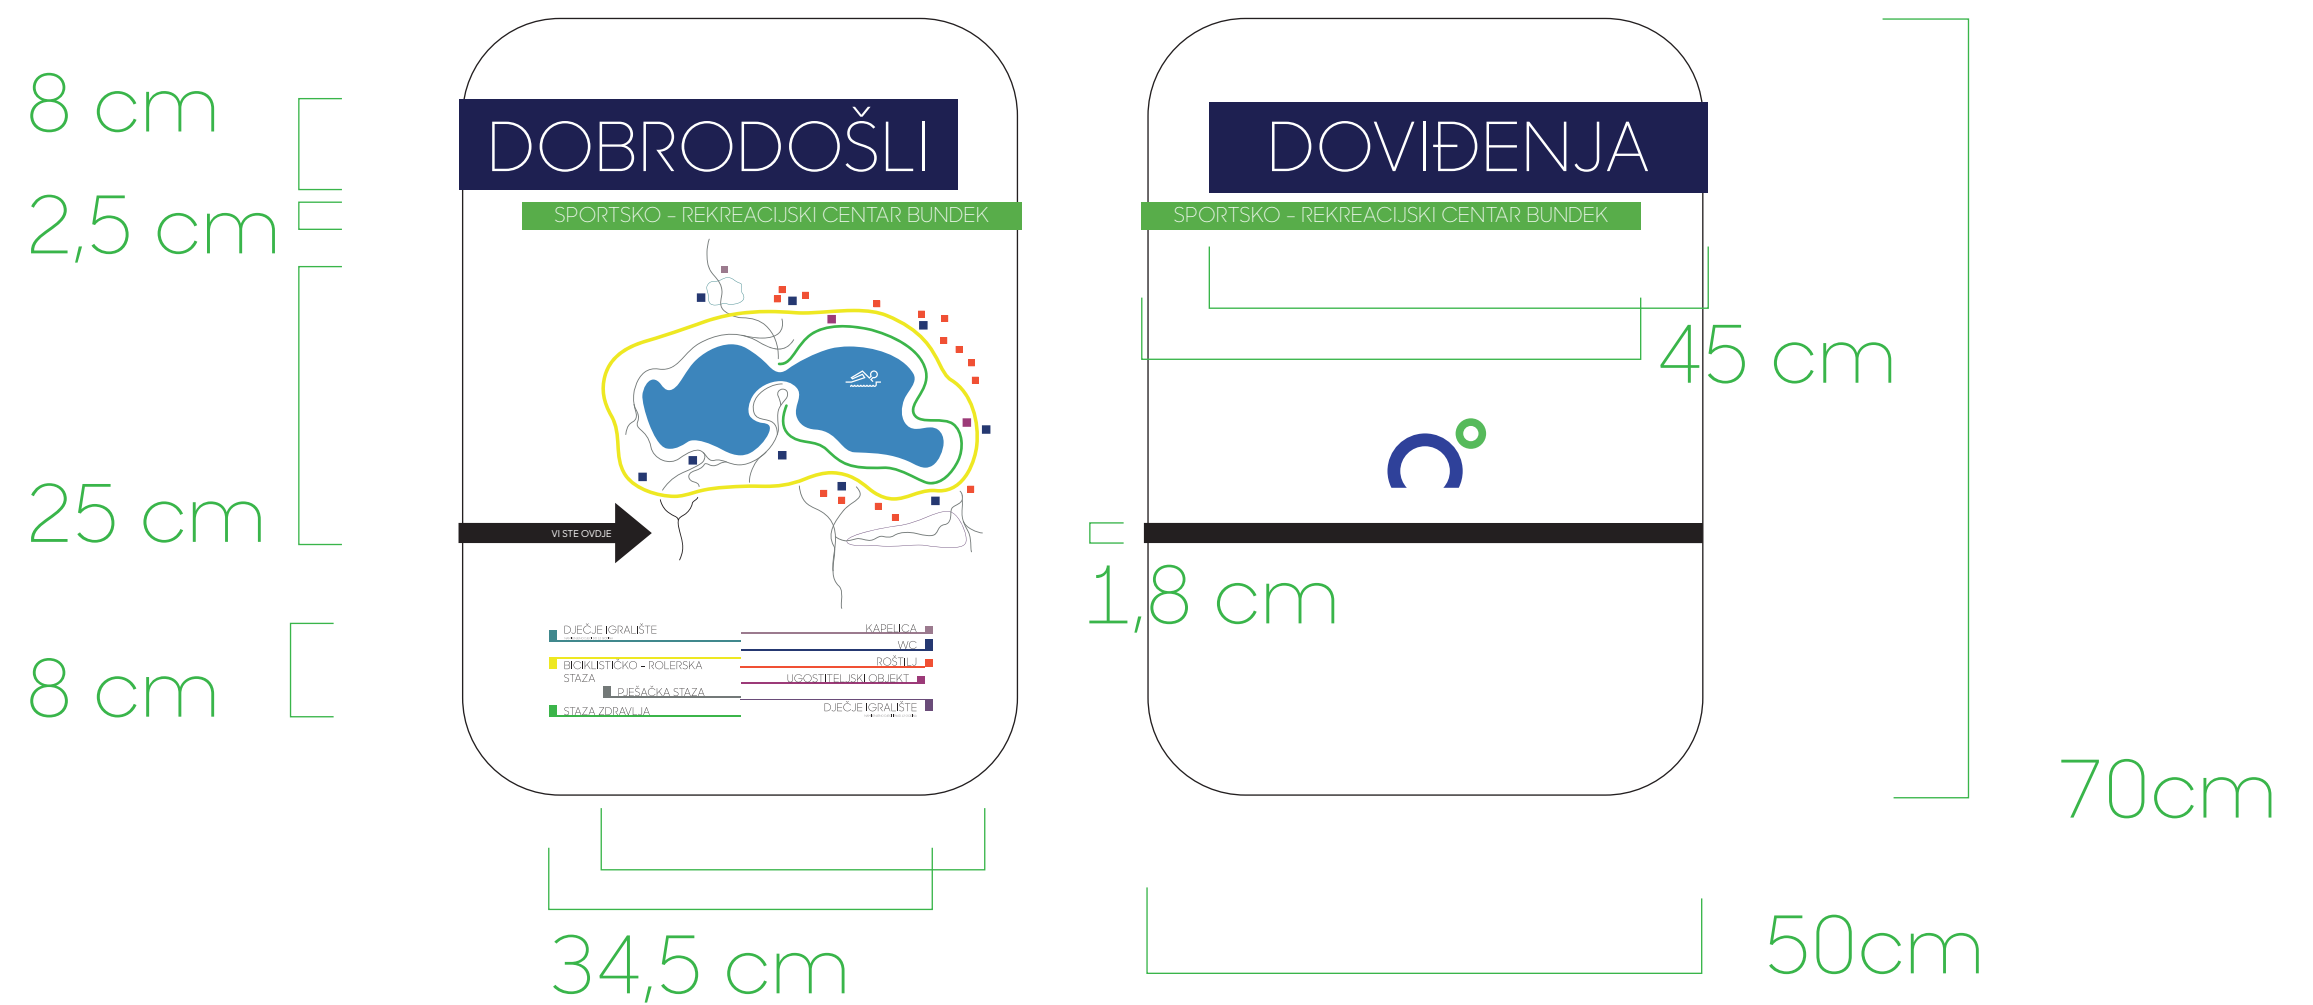 8 cm
2,5 cm
25 cm
8 cm
DOBRODOŠLI
SPORTSKO – REKREACIJSKI CENTAR BUNDEK
VI STE OVDJE
DJEČJE IGRALIŠTE
BICIKLISTIČKO – ROLERSKA
STAZA
PJEŠAČKA STAZA
STAZA ZDRAVLJA
KAPELICA
WC
ROŠTILJ
UGOSTITELJSKI OBJEKT
DJEČJE IGRALIŠTE
34,5 cm
DOVIĐENJA
SPORTSKO – REKREACIJSKI CENTAR BUNDEK
45 cm
1,8 cm
70cm
50cm